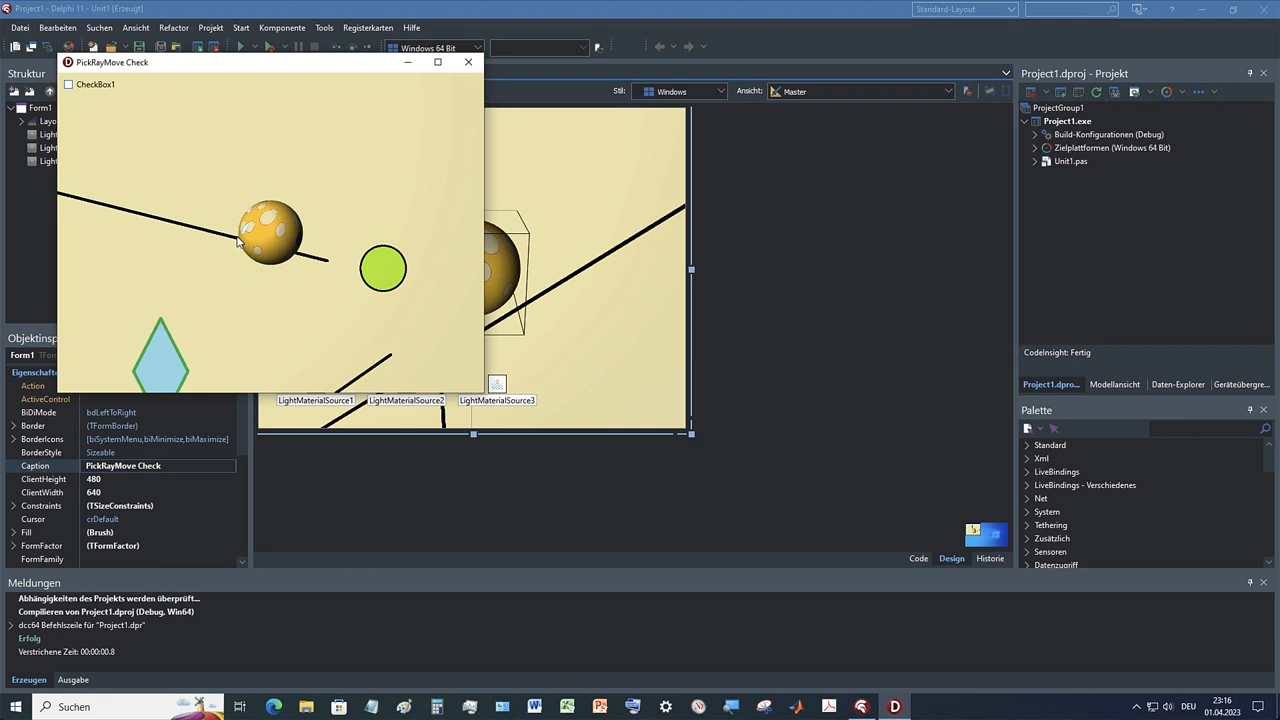 Project1 - Delphi 11 - Unit1 [Erzeugt]
Standard-Layout
Datei Bearbeiten Suchen Ansicht Refactor Projekt Start Komponente Tools Registerkarten Hilfe
Windows 64 Bit
PickRayMove Check
CheckBox1
Struktur
Form1
Layo
Light
Light
Light
Stil: Windows Ansicht: Master
LightMaterialSource1 LightMaterialSource2 LightMaterialSource3
Objektinsp
Form1 TForm
Eigenschafte
Action
ActiveControl
BiDiMode bdLeftToRight
Border (TFormBorder)
BorderIcons [biSystemMenu,biMinimize,biMaximize]
BorderStyle Sizeable
Caption PickRayMove Check
ClientHeight 480
ClientWidth 640
Constraints (TSizeConstraints)
Cursor crDefault
Fill (Brush)
FormFactor (TFormFactor)
FormFamily
Code Design Historie
Project1.dproj - Projekt
ProjectGroup1
Project1.exe
Build-Konfigurationen (Debug)
Zielplattformen (Windows 64 Bit)
Unit1.pas
CodeInsight: Fertig
Project1.dpro... Modellansicht Daten-Explorer Geräteübergre...
Palette
Standard
Xml
LiveBindings
LiveBindings - Verschiedenes
Net
System
Tethering
Zusätzlich
Sensoren
Datenzugriff
Meldungen
Abhängigkeiten des Projekts werden überprüft...
Compilieren von Project1.dproj (Debug, Win64)
dcc64 Befehlszeile für "Project1.dpr"
Erfolg
Verstrichene Zeit: 00:00:00.8
Erzeugen Ausgabe
Suchen
DEU
23:16
01.04.2023